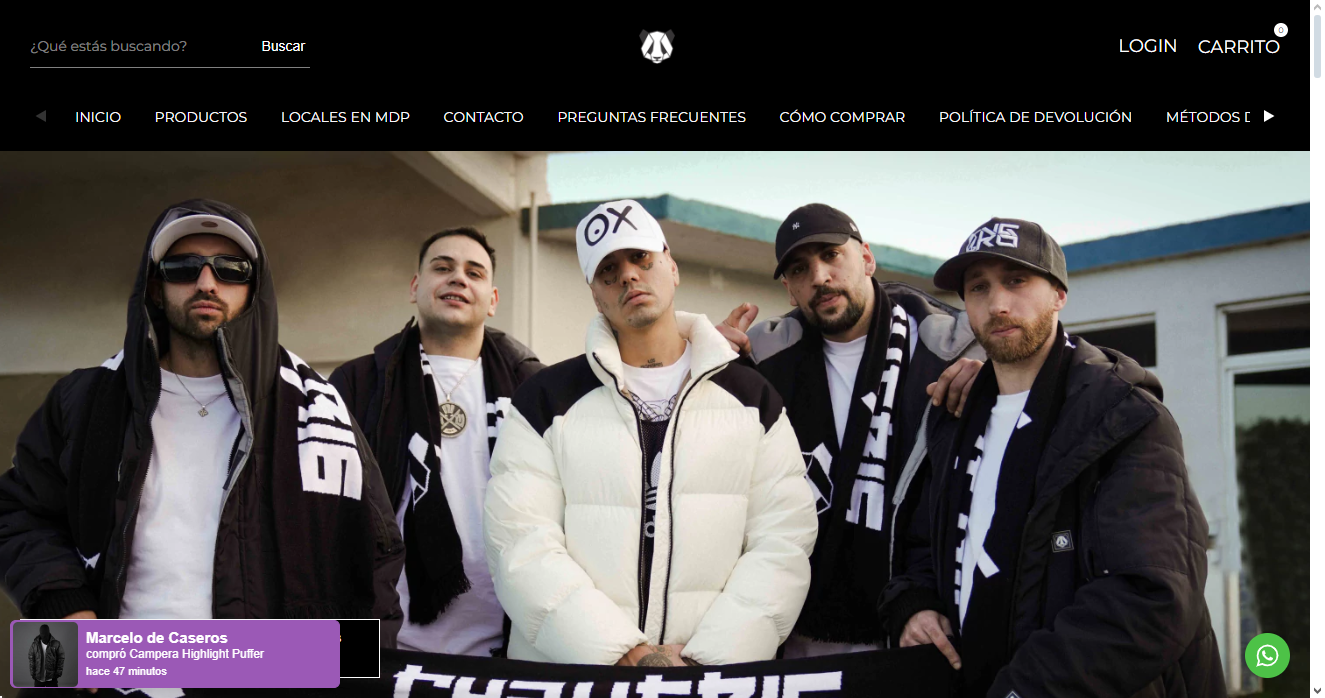 ¿Qué estás buscando?
Buscar
LOGIN
CARRITO
0
INICIO
PRODUCTOS
LOCALES EN MDP
CONTACTO
PREGUNTAS FRECUENTES
CÓMO COMPRAR
POLÍTICA DE DEVOLUCIÓN
MÉTODOS D
OX
Marcelo de Caseros
compró Campera Highlight Puffer
hace 47 minutos